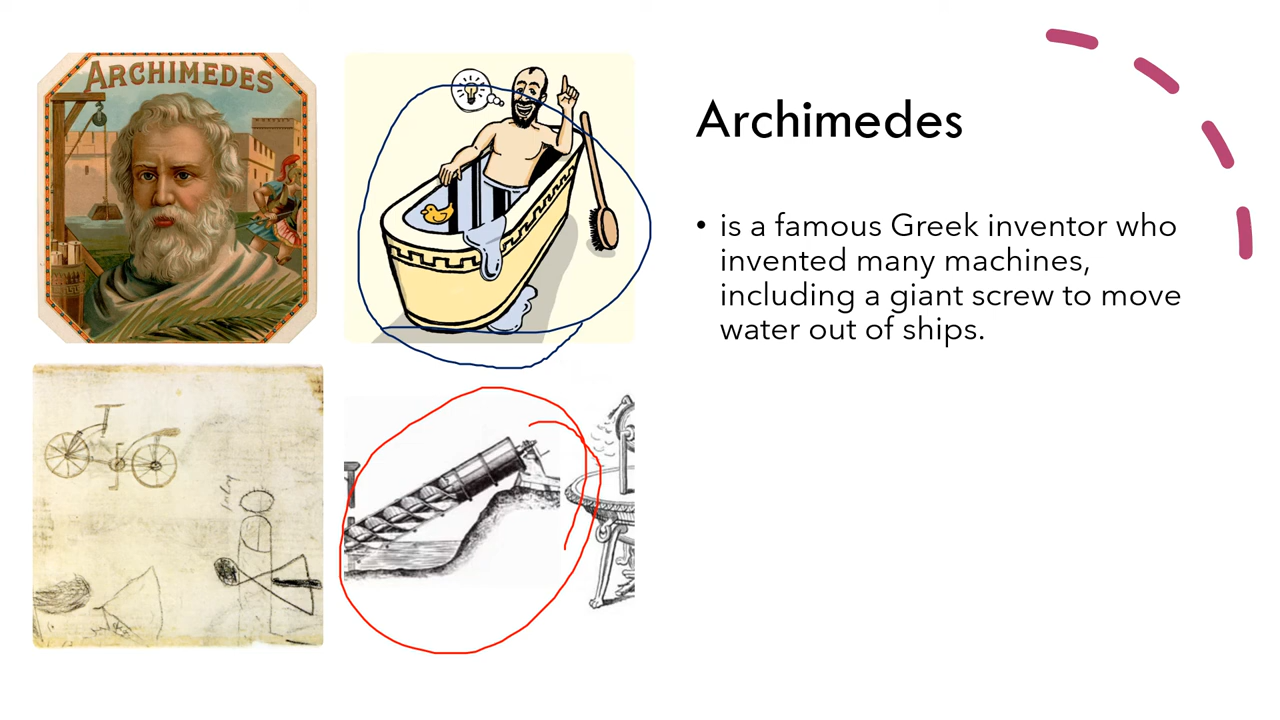 ARCHIMEDES
Archimedes
• is a famous Greek inventor who
invented many machines,
including a giant screw to move
water out of ships.